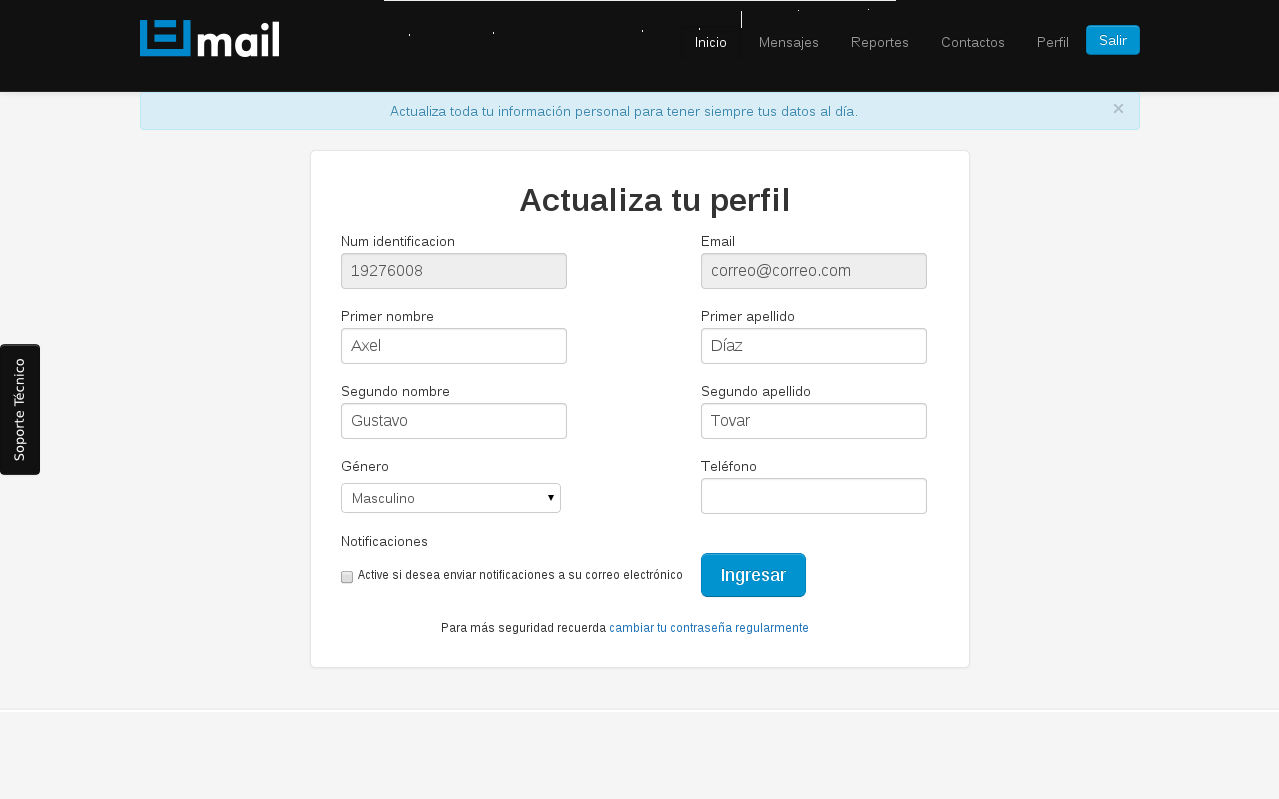 mail
Inicio Mensajes Reportes Contactos Perfil Salir
Actualiza toda tu información personal para tener siempre tus datos al día. ×
Actualiza tu perfil
Num identificacion Email
19276008 correo@correo.com
Primer nombre Primer apellido
Axel Díaz
Segundo nombre Segundo apellido
Gustavo Tovar
Género Teléfono
Masculino
Notificaciones
Active si desea enviar notificaciones a su correo electrónico Ingresar
Para más seguridad recuerda cambiar tu contraseña regularmente
Soporte Técnico